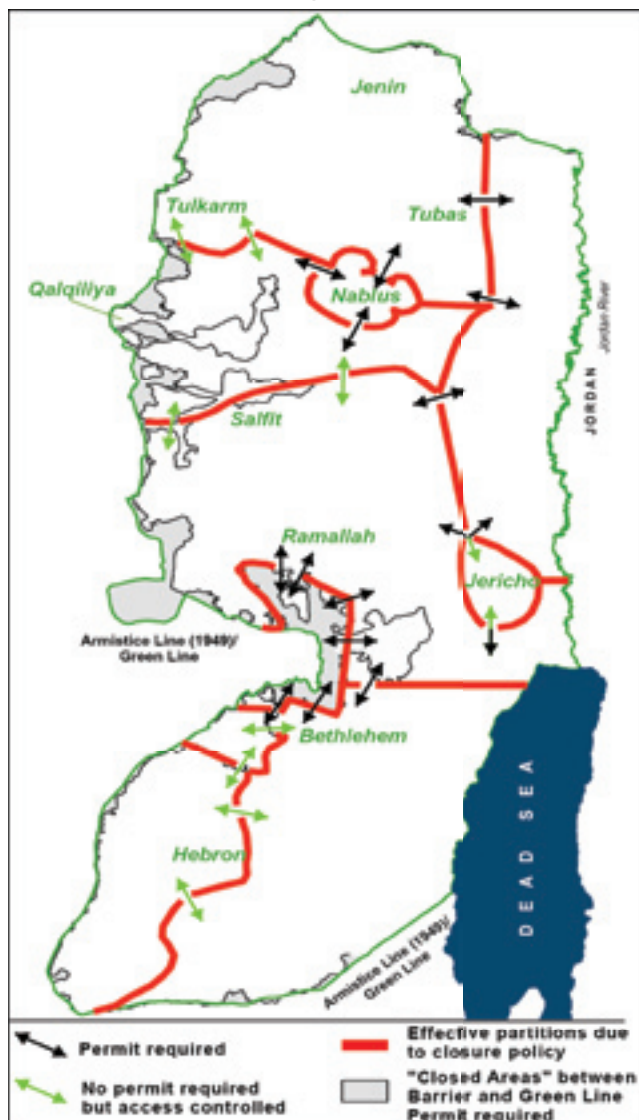 Jenin
Tulkarm
Tubas
Qalqiliya
Nablus
Jordan River
JORDAN
Salfit
Ramallah
Jericho
Armistice Line (1949)/
Green Line
Bethlehem
DEAD SEA
Hebron
Armistice Line (1949)/
Green Line
Permit required
No permit required
but access controlled
Effective partitions due
to closure policy
"Closed Areas" between
Barrier and Green Line
Permit required